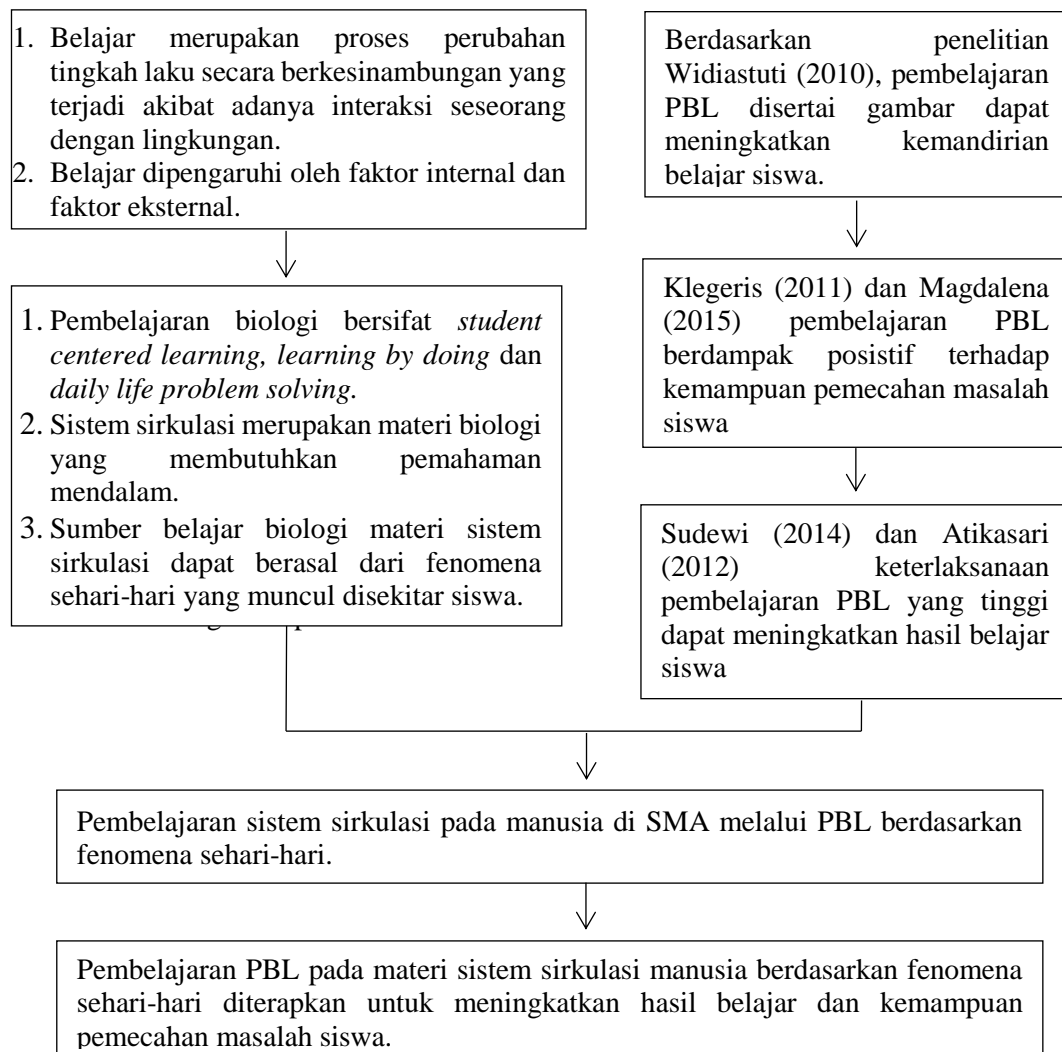 1. Belajar merupakan proses perubahan
tingkah laku secara berkesinambungan yang
terjadi akibat adanya interaksi seseorang
dengan lingkungan.
2. Belajar dipengaruhi oleh faktor internal dan
faktor eksternal.
1. Pembelajaran biologi bersifat student
centered learning, learning by doing dan
daily life problem solving.
2. Sistem sirkulasi merupakan materi biologi
yang membutuhkan pemahaman
mendalam.
3. Sumber belajar biologi materi sistem
sirkulasi dapat berasal dari fenomena
sehari-hari yang muncul disekitar siswa.
Berdasarkan penelitian
Widiastuti (2010), pembelajaran
PBL disertai gambar dapat
meningkatkan kemandirian
belajar siswa.
Klegeris (2011) dan Magdalena
(2015) pembelajaran PBL
berdampak posistif terhadap
kemampuan pemecahan masalah
siswa
Sudewi (2014) dan Atikasari
(2012) keterlaksanaan
pembelajaran PBL yang tinggi
dapat meningkatkan hasil belajar
siswa
Pembelajaran sistem sirkulasi pada manusia di SMA melalui PBL berdasarkan
fenomena sehari-hari.
Pembelajaran PBL pada materi sistem sirkulasi manusia berdasarkan fenomena
sehari-hari diterapkan untuk meningkatkan hasil belajar dan kemampuan
pemecahan masalah siswa.